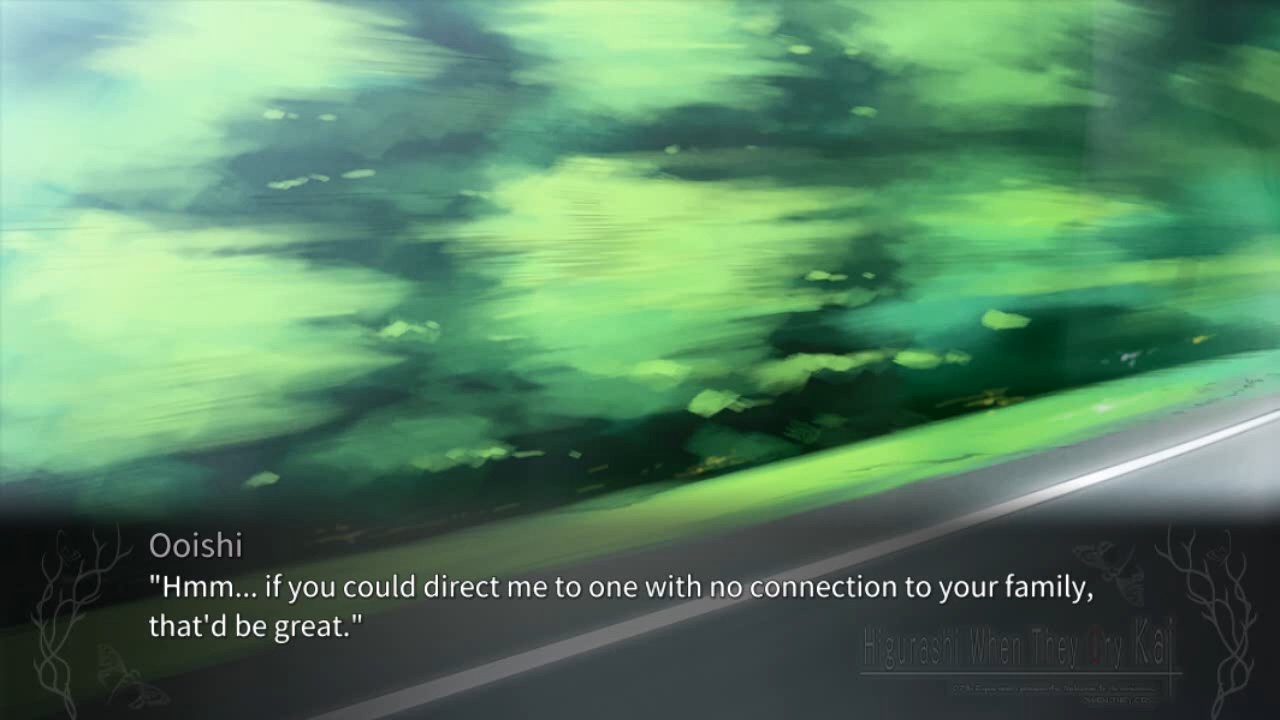 Ooishi
"Hmm... if you could direct me to one with no connection to your family,
that'd be great."
Higurashi When They Cry Kai